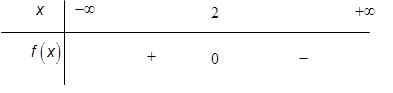 x −∞ 2 +∞
f(x) + 0 −